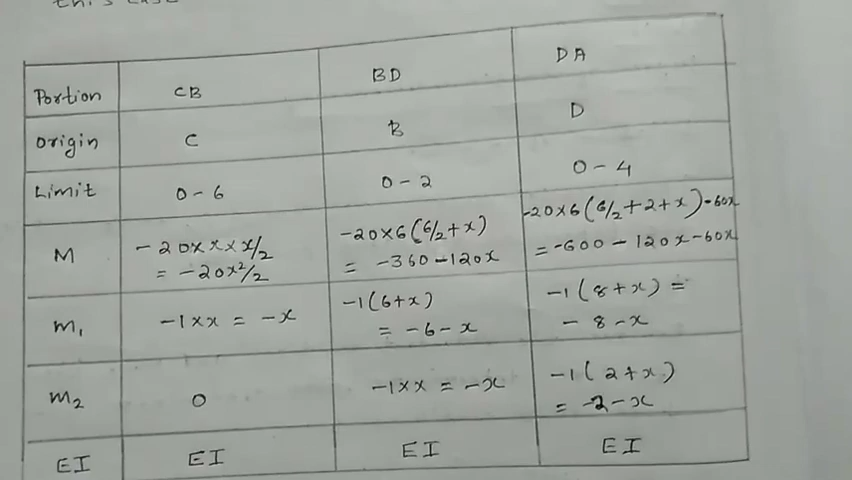 this case
Portion CB BD DA
Origin C B D
Limit 0-6 0-2 0-4
M -20×x×x/2 -20×6(6/2+x) -20×6(6/2+2+x)-60x
= -20x²/2 = -360-120x = -600-120x-60x
m₁ -1×x = -x -1(6+x) -1(8+x) =
= -6-x -8-x
m₂ 0 -1×x = -x -1(2+x)
= -2-x
EI EI EI EI